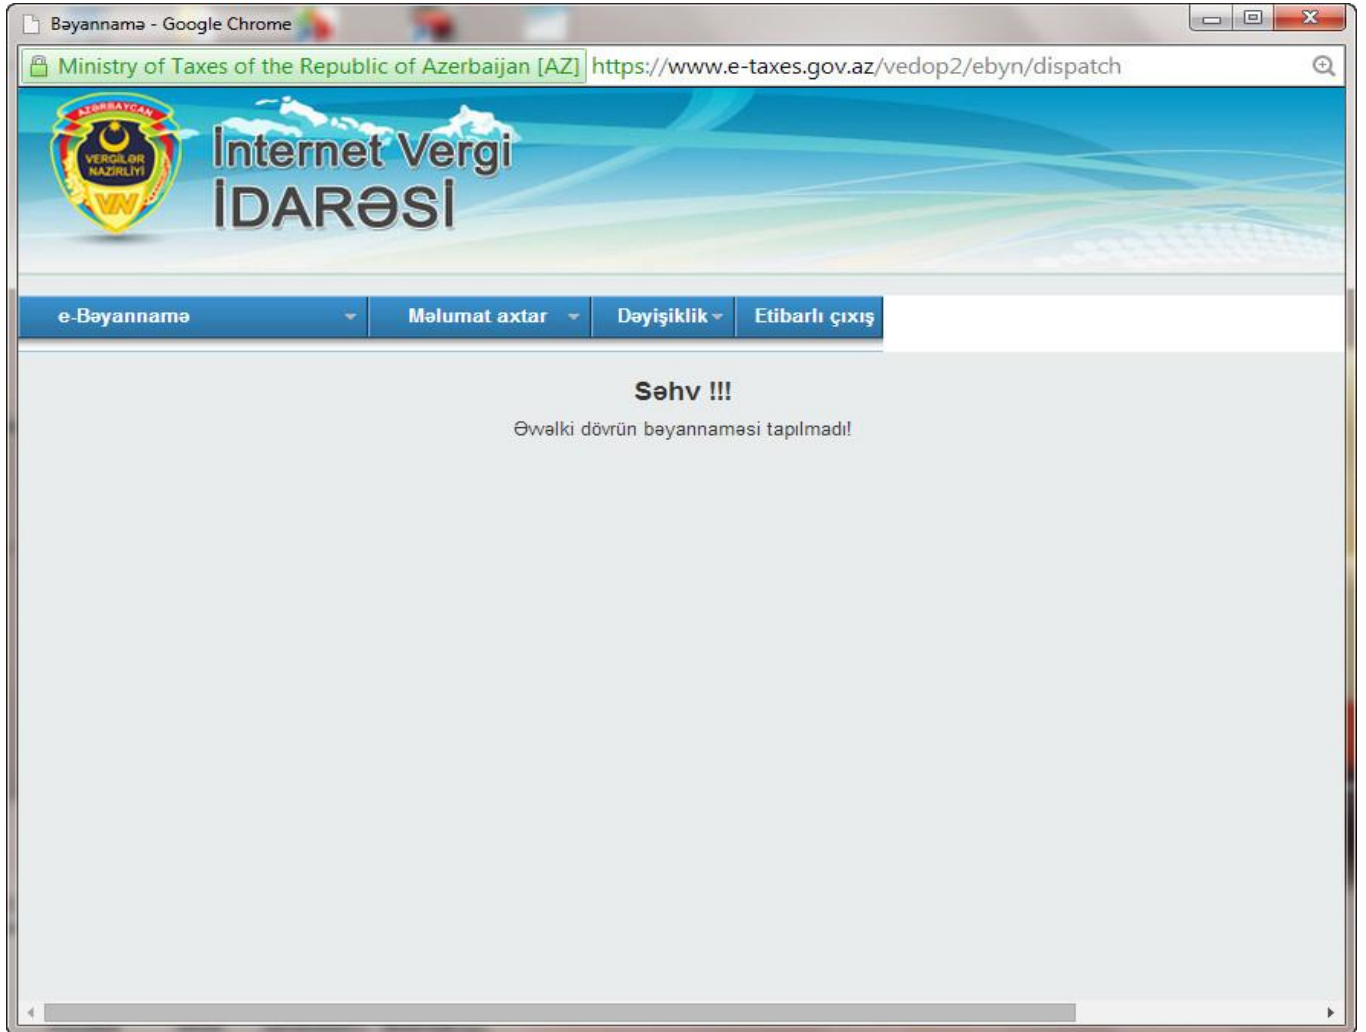 Bəyannamə - Google Chrome
Ministry of Taxes of the Republic of Azerbaijan [AZ] https://www.e-taxes.gov.az/vedop2/ebyn/dispatch
AZƏRBAYCAN
VERGİLƏR
NAZİRLİYİ
VN
İnternet Vergi
İDARƏSİ
e-Bəyannamə Məlumat axtar Dəyişiklik Etibarlı çıxış
Səhv !!!
Əvvəlki dövrün bəyannaməsi tapılmadı!